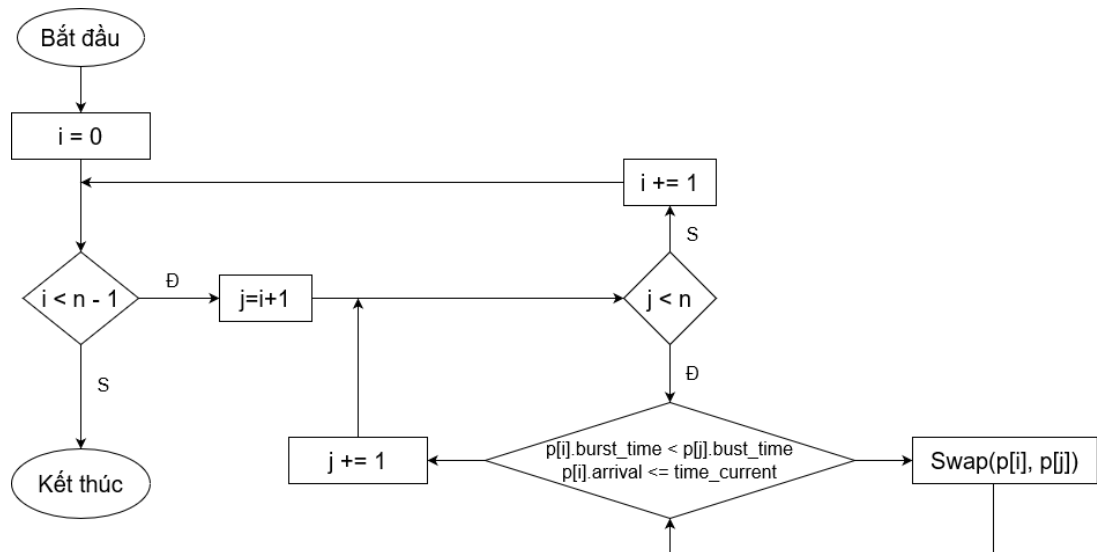 Bắt đầu
i = 0
i += 1
S
i < n - 1
Đ
j=i+1
j < n
S
Đ
Kết thúc
j += 1
p[i].burst_time < p[j].bust_time
p[i].arrival <= time_current
Swap(p[i], p[j])